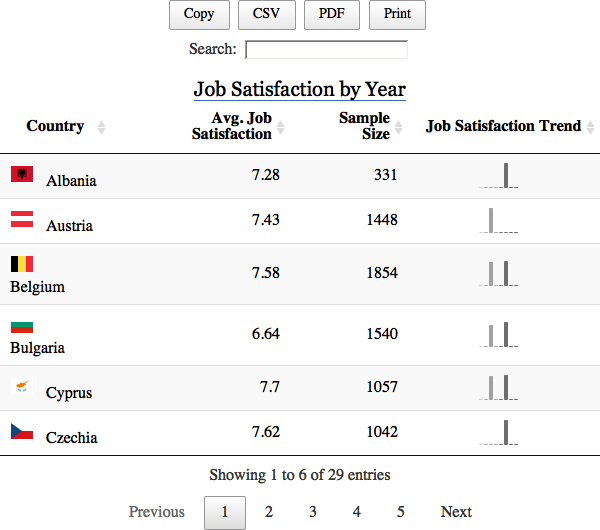 Copy CSV PDF Print
Search:
Job Satisfaction by Year
Country Avg. Job Satisfaction Sample Size Job Satisfaction Trend
Albania 7.28 331
Austria 7.43 1448
Belgium 7.58 1854
Bulgaria 6.64 1540
Cyprus 7.7 1057
Czechia 7.62 1042
Showing 1 to 6 of 29 entries
Previous 1 2 3 4 5 Next